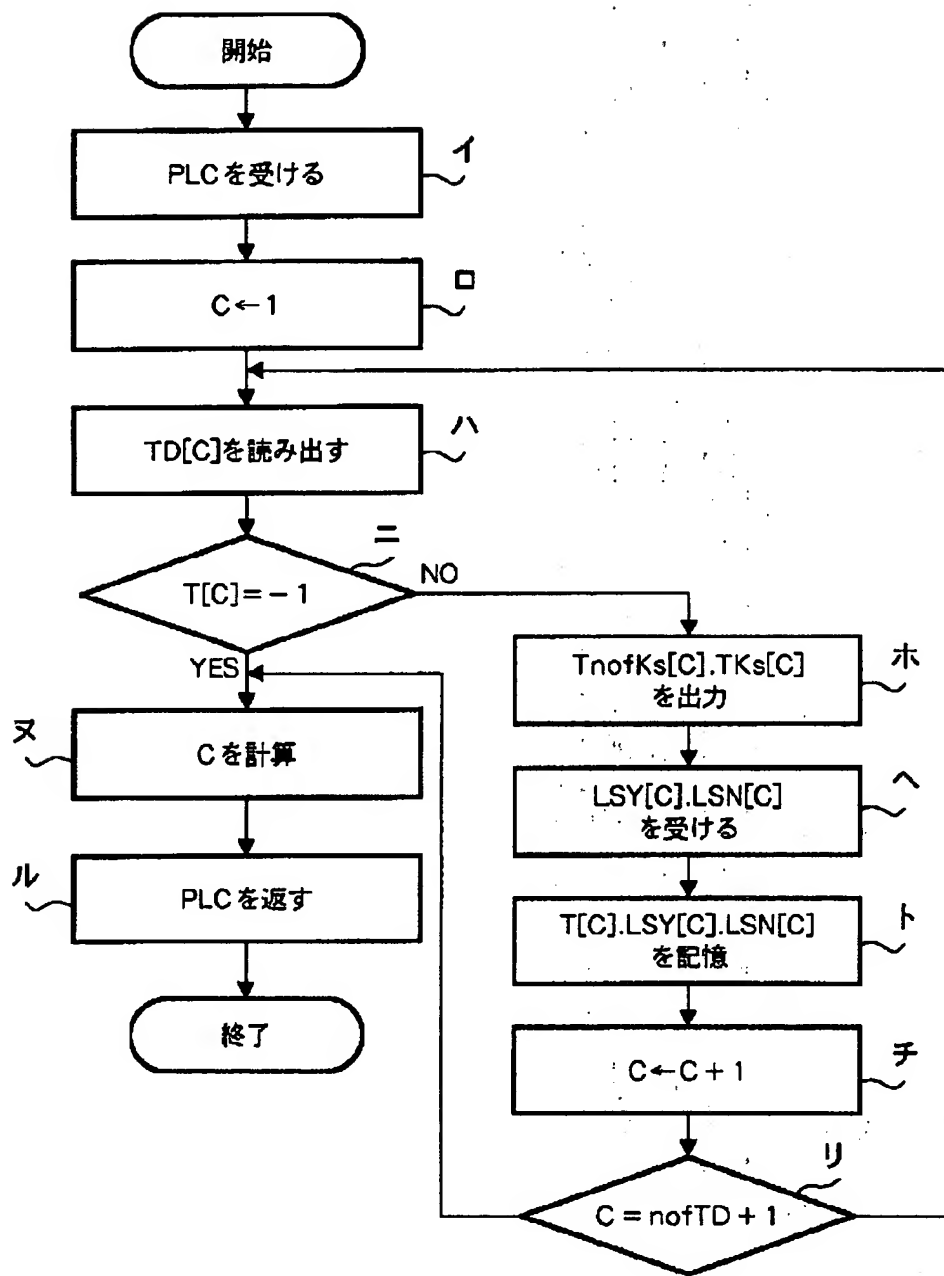 開始
PLCを受ける
イ
C←1
ロ
TD[C]を読み出す
ハ
T[C]=-1
ニ
NO
YES
TnofKs[C].TKs[C]
を出力
ホ
LSY[C].LSN[C]
を受ける
ヘ
T[C].LSY[C].LSN[C]
を記憶
ト
C←C+1
チ
C=nofTD+1
リ
Cを計算
ヌ
PLCを返す
ル
終了